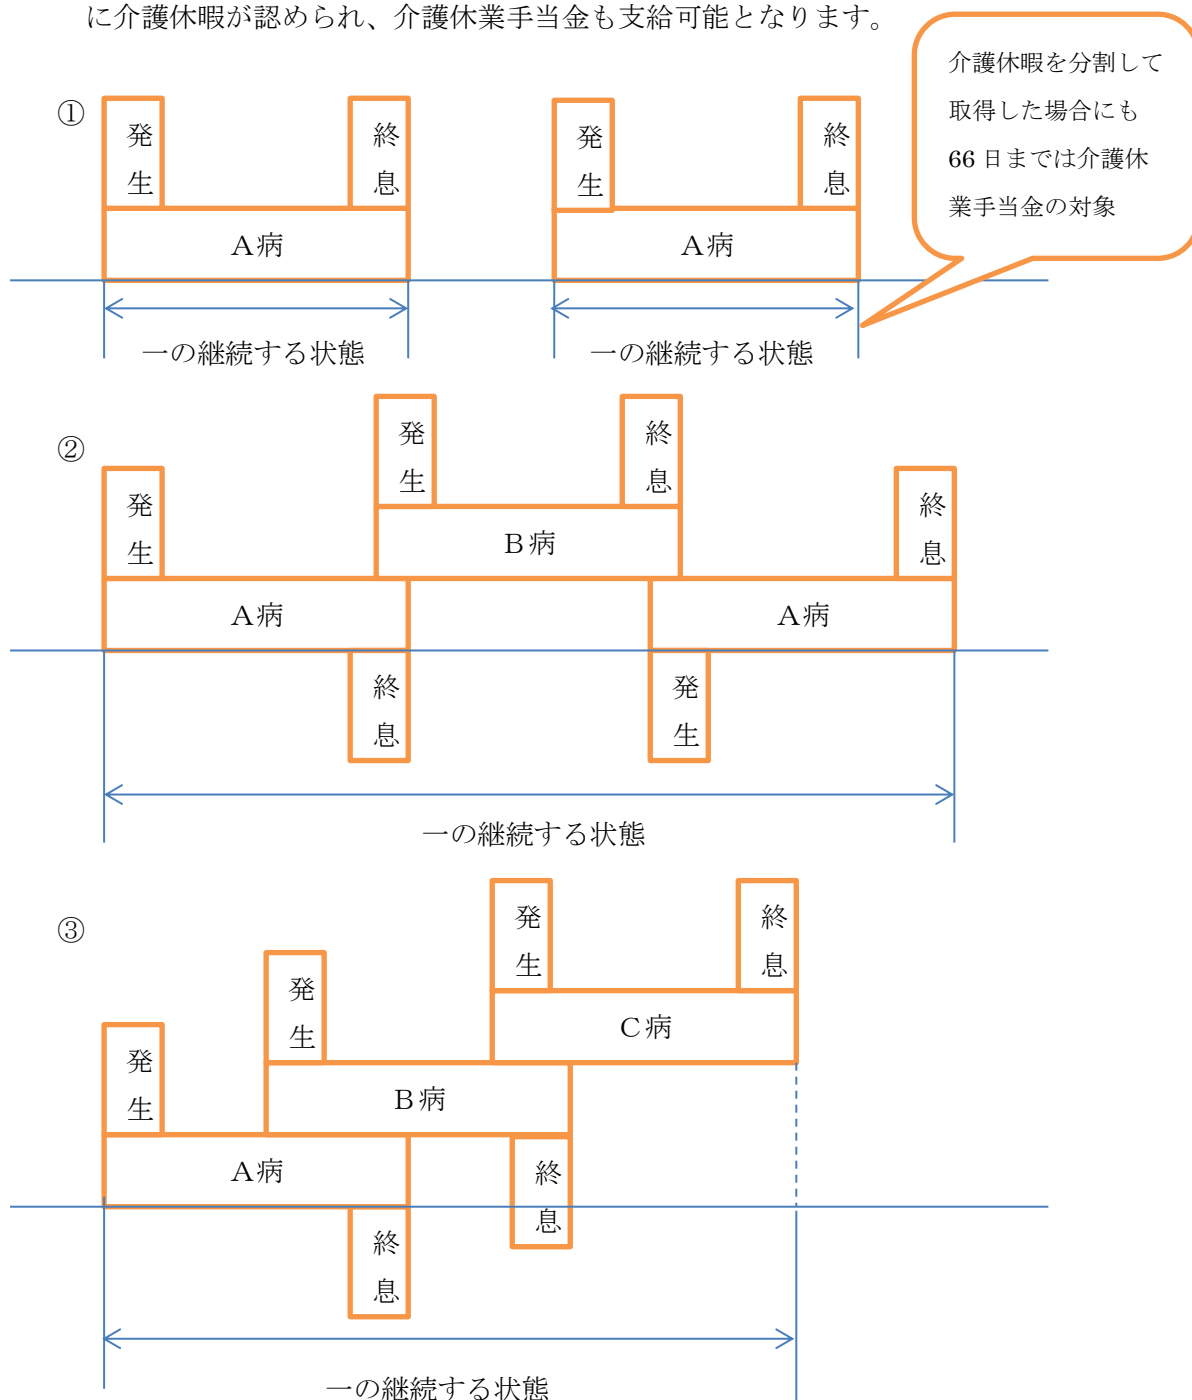 に介護休暇が認められ、介護休業手当金も支給可能となります。
介護休暇を分割して
取得した場合にも
66 日までは介護休
業手当金の対象
①
発生
終息
発生
終息
A病
A病
一の継続する状態
一の継続する状態
②
発生
終息
発生
終息
B病
A病
A病
終息
発生
一の継続する状態
③
発生
終息
発生
C病
発生
B病
A病
終息
終息
一の継続する状態